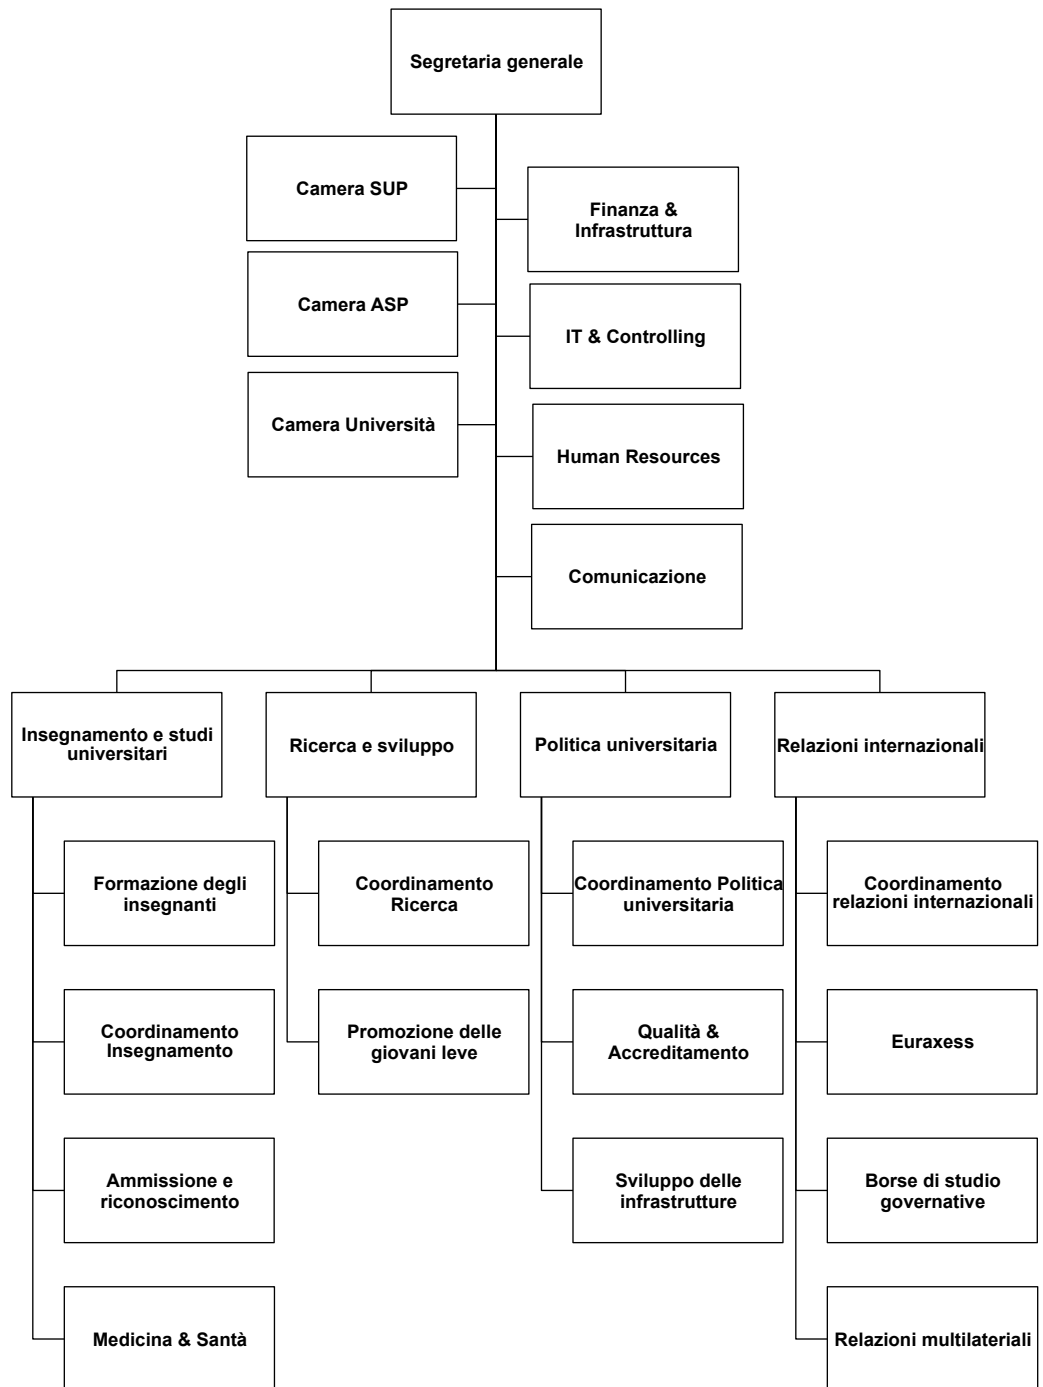 Segretaria generale
Camera SUP
Finanza &
Infrastruttura
Camera ASP
IT & Controlling
Camera Università
Human Resources
Comunicazione
Insegnamento e studi
universitari
Ricerca e sviluppo
Politica universitaria
Relazioni internazionali
Formazione degli
insegnanti
Coordinamento
Ricerca
Coordinamento Politica
universitaria
Coordinamento
relazioni internazionali
Coordinamento
Insegnamento
Promozione delle
giovani leve
Qualità &
Accreditamento
Euraxess
Ammissione e
riconoscimento
Sviluppo delle
infrastrutture
Borse di studio
governative
Medicina & Santà
Relazioni multilateriali